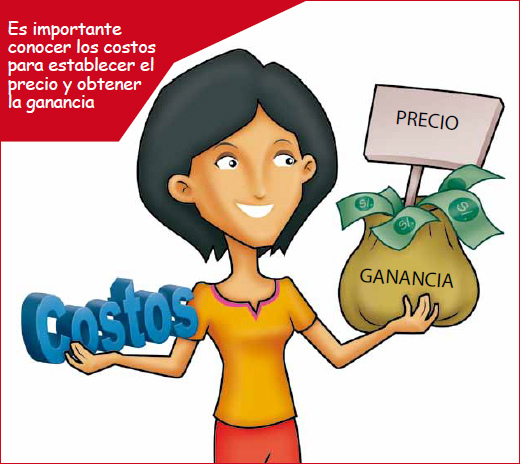 Es importante
conocer los costos
para establecer el
precio y obtener
la ganancia
PRECIO
S/.
S/.
S/.
S/.
GANANCIA
Costos